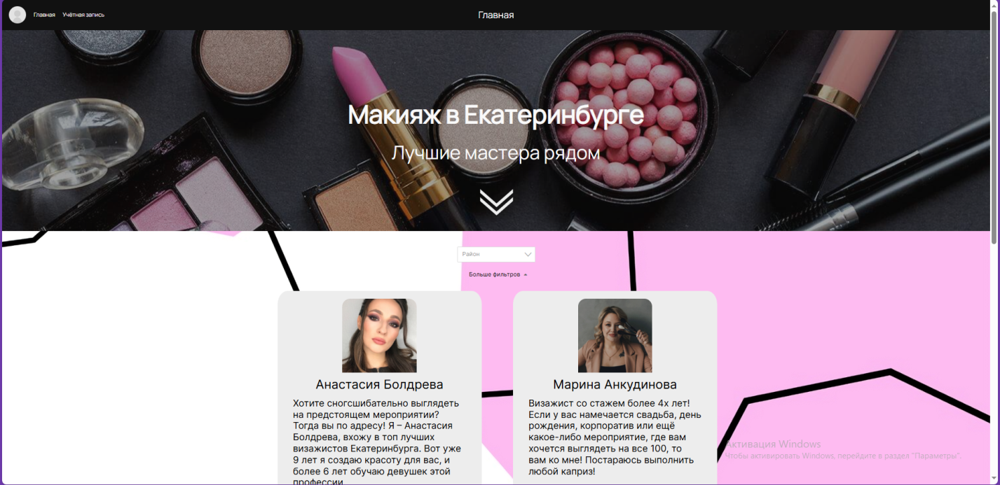 Главная
Учётная запись
Главная
Макияж в Екатеринбурге
Лучшие мастера рядом
Район
Больше фильтров
Анастасия Болдрева
Хотите сногсшибательно выглядеть
на предстоящем мероприятии?
Тогда вы по адресу! Я – Анастасия
Болдрева, вхожу в топ лучших
визажистов Екатеринбурга. Вот уже
9 лет я создаю красоту для вас, и
более 6 лет обучаю девушек этой
профессии
Марина Анкудинова
Визажист со стажем более 4х лет!
Если у вас намечается свадьба, день
рождения, корпоратив или ещё
какое-либо мероприятие, где вам
хочется выглядеть на все 100, то
вам ко мне! Постараюсь выполнить
любой каприз!
Активация Windows
Чтобы активировать Windows, перейдите в раздел "Параметры".